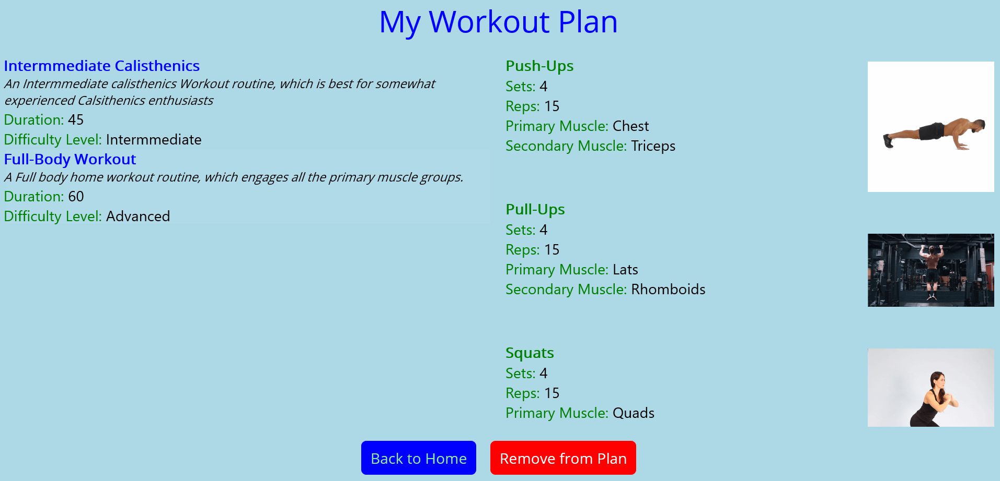 My Workout Plan
Intermmediate Calisthenics
An Intermmediate calisthenics Workout routine, which is best for somewhat
experienced Calsithenics enthusiasts
Duration: 45
Difficulty Level: Intermmediate
Full-Body Workout
A Full body home workout routine, which engages all the primary muscle groups.
Duration: 60
Difficulty Level: Advanced
Push-Ups
Sets: 4
Reps: 15
Primary Muscle: Chest
Secondary Muscle: Triceps
Pull-Ups
Sets: 4
Reps: 15
Primary Muscle: Lats
Secondary Muscle: Rhomboids
Squats
Sets: 4
Reps: 15
Primary Muscle: Quads
Back to Home
Remove from Plan